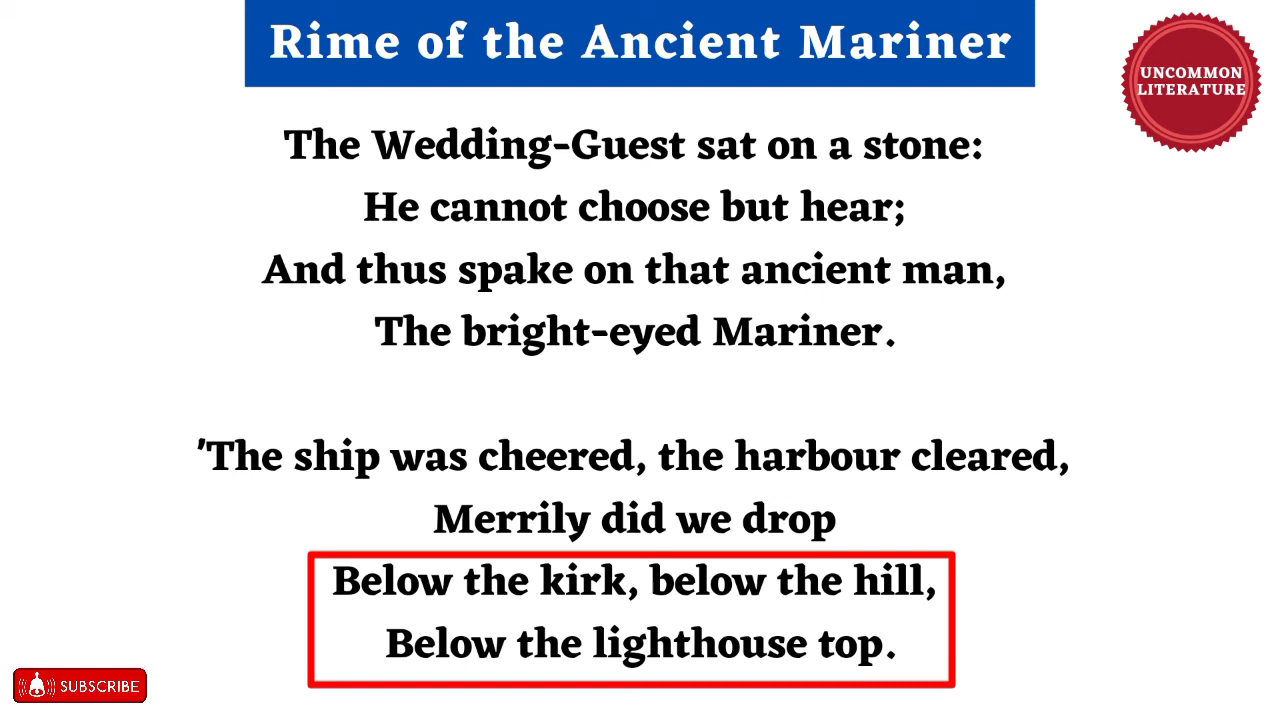 Rime of the Ancient Mariner
UNCOMMON
LITERATURE
The Wedding-Guest sat on a stone:
He cannot choose but hear;
And thus spake on that ancient man,
The bright-eyed Mariner.
'The ship was cheered, the harbour cleared,
Merrily did we drop
Below the kirk, below the hill,
Below the lighthouse top.
SUBSCRIBE